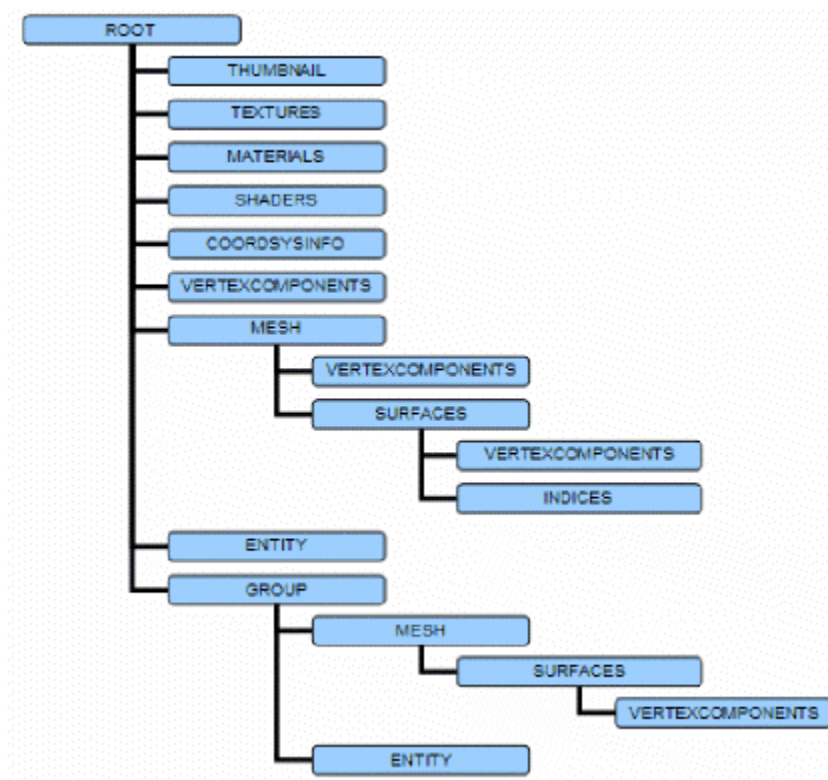 ROOT
THUMBNAIL
TEXTURES
MATERIALS
SHADERS
COORDSYSINFO
VERTEXCOMPONENTS
MESH
VERTEXCOMPONENTS
SURFACES
VERTEXCOMPONENTS
INDICES
ENTITY
GROUP
MESH
SURFACES
VERTEXCOMPONENTS
ENTITY